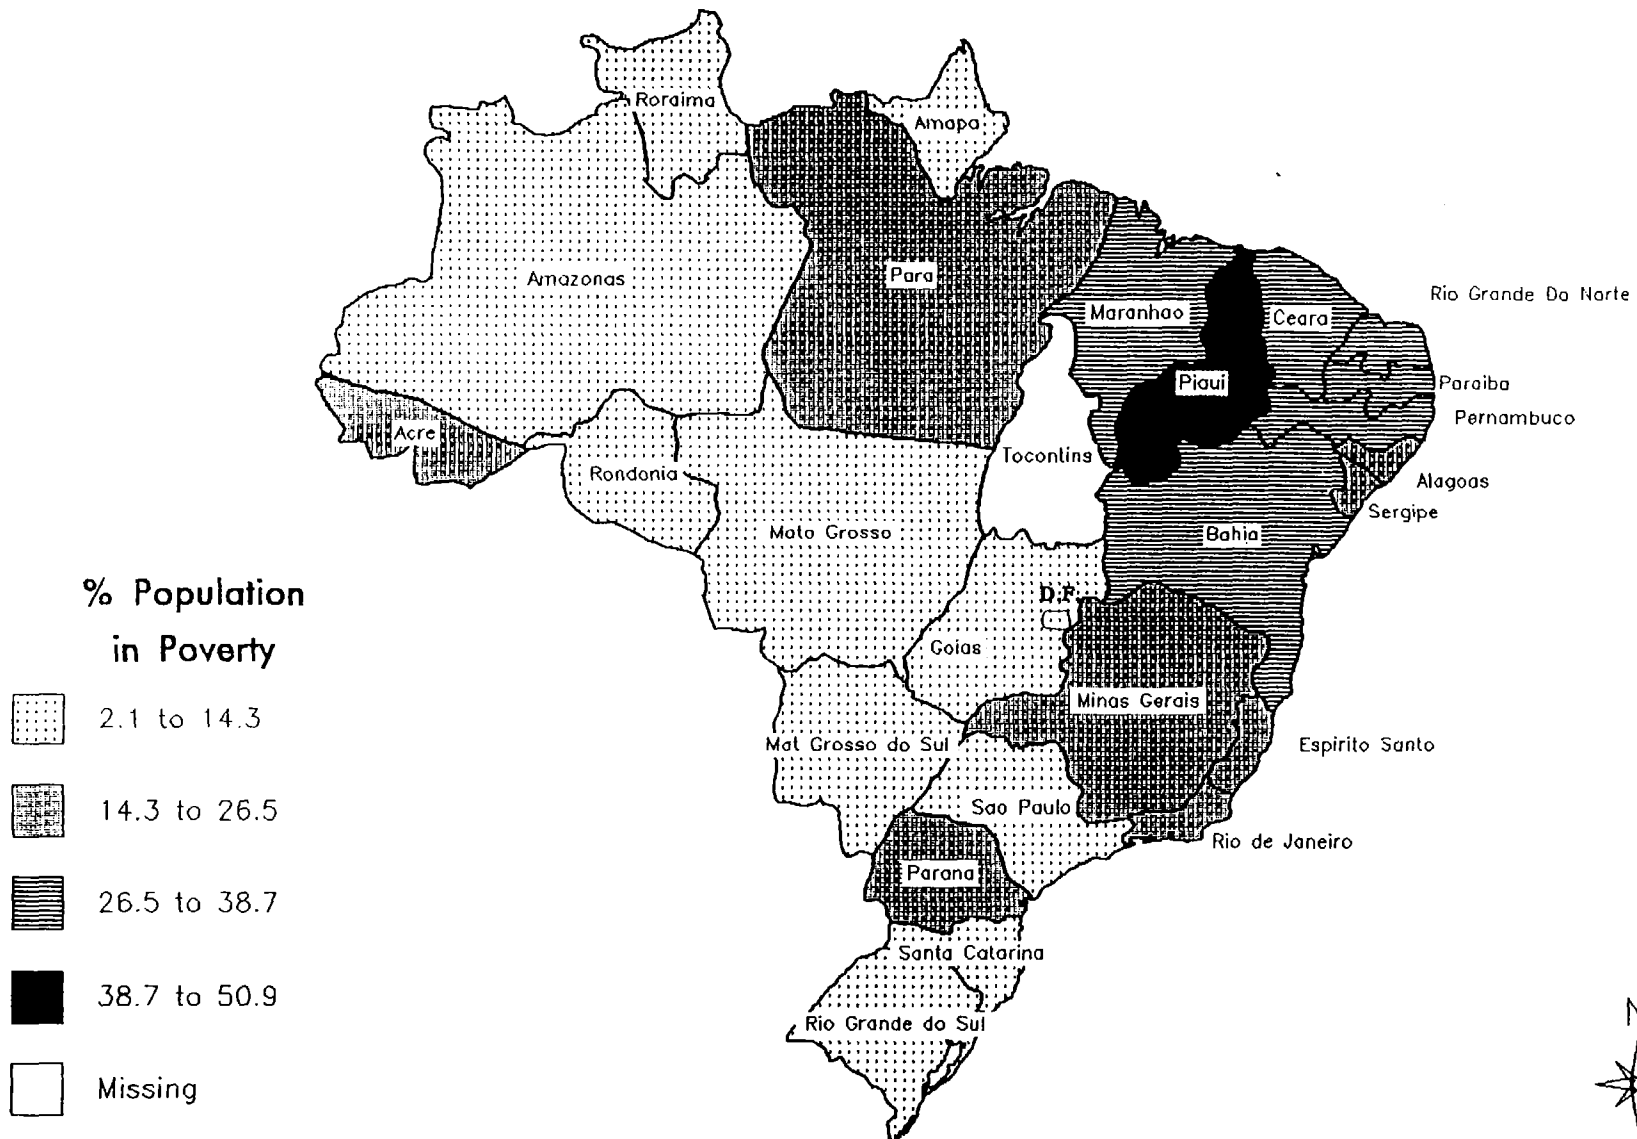 Roraima
Amapa
Amazonas
Para
Maranhao
Ceara
Rio Grande Do Norte
Piaui
Paraiba
Pernambuco
Acre
Rondonia
Tocontins
Alagoas
Sergipe
Mato Grosso
Bahia
D.F.
Goias
Minas Gerais
Mat Grosso do Sul
Espirito Santo
Sao Paulo
Rio de Janeiro
Parana
Santa Catarina
Rio Grande do Sul
% Population
in Poverty
2.1 to 14.3
14.3 to 26.5
26.5 to 38.7
38.7 to 50.9
Missing
N